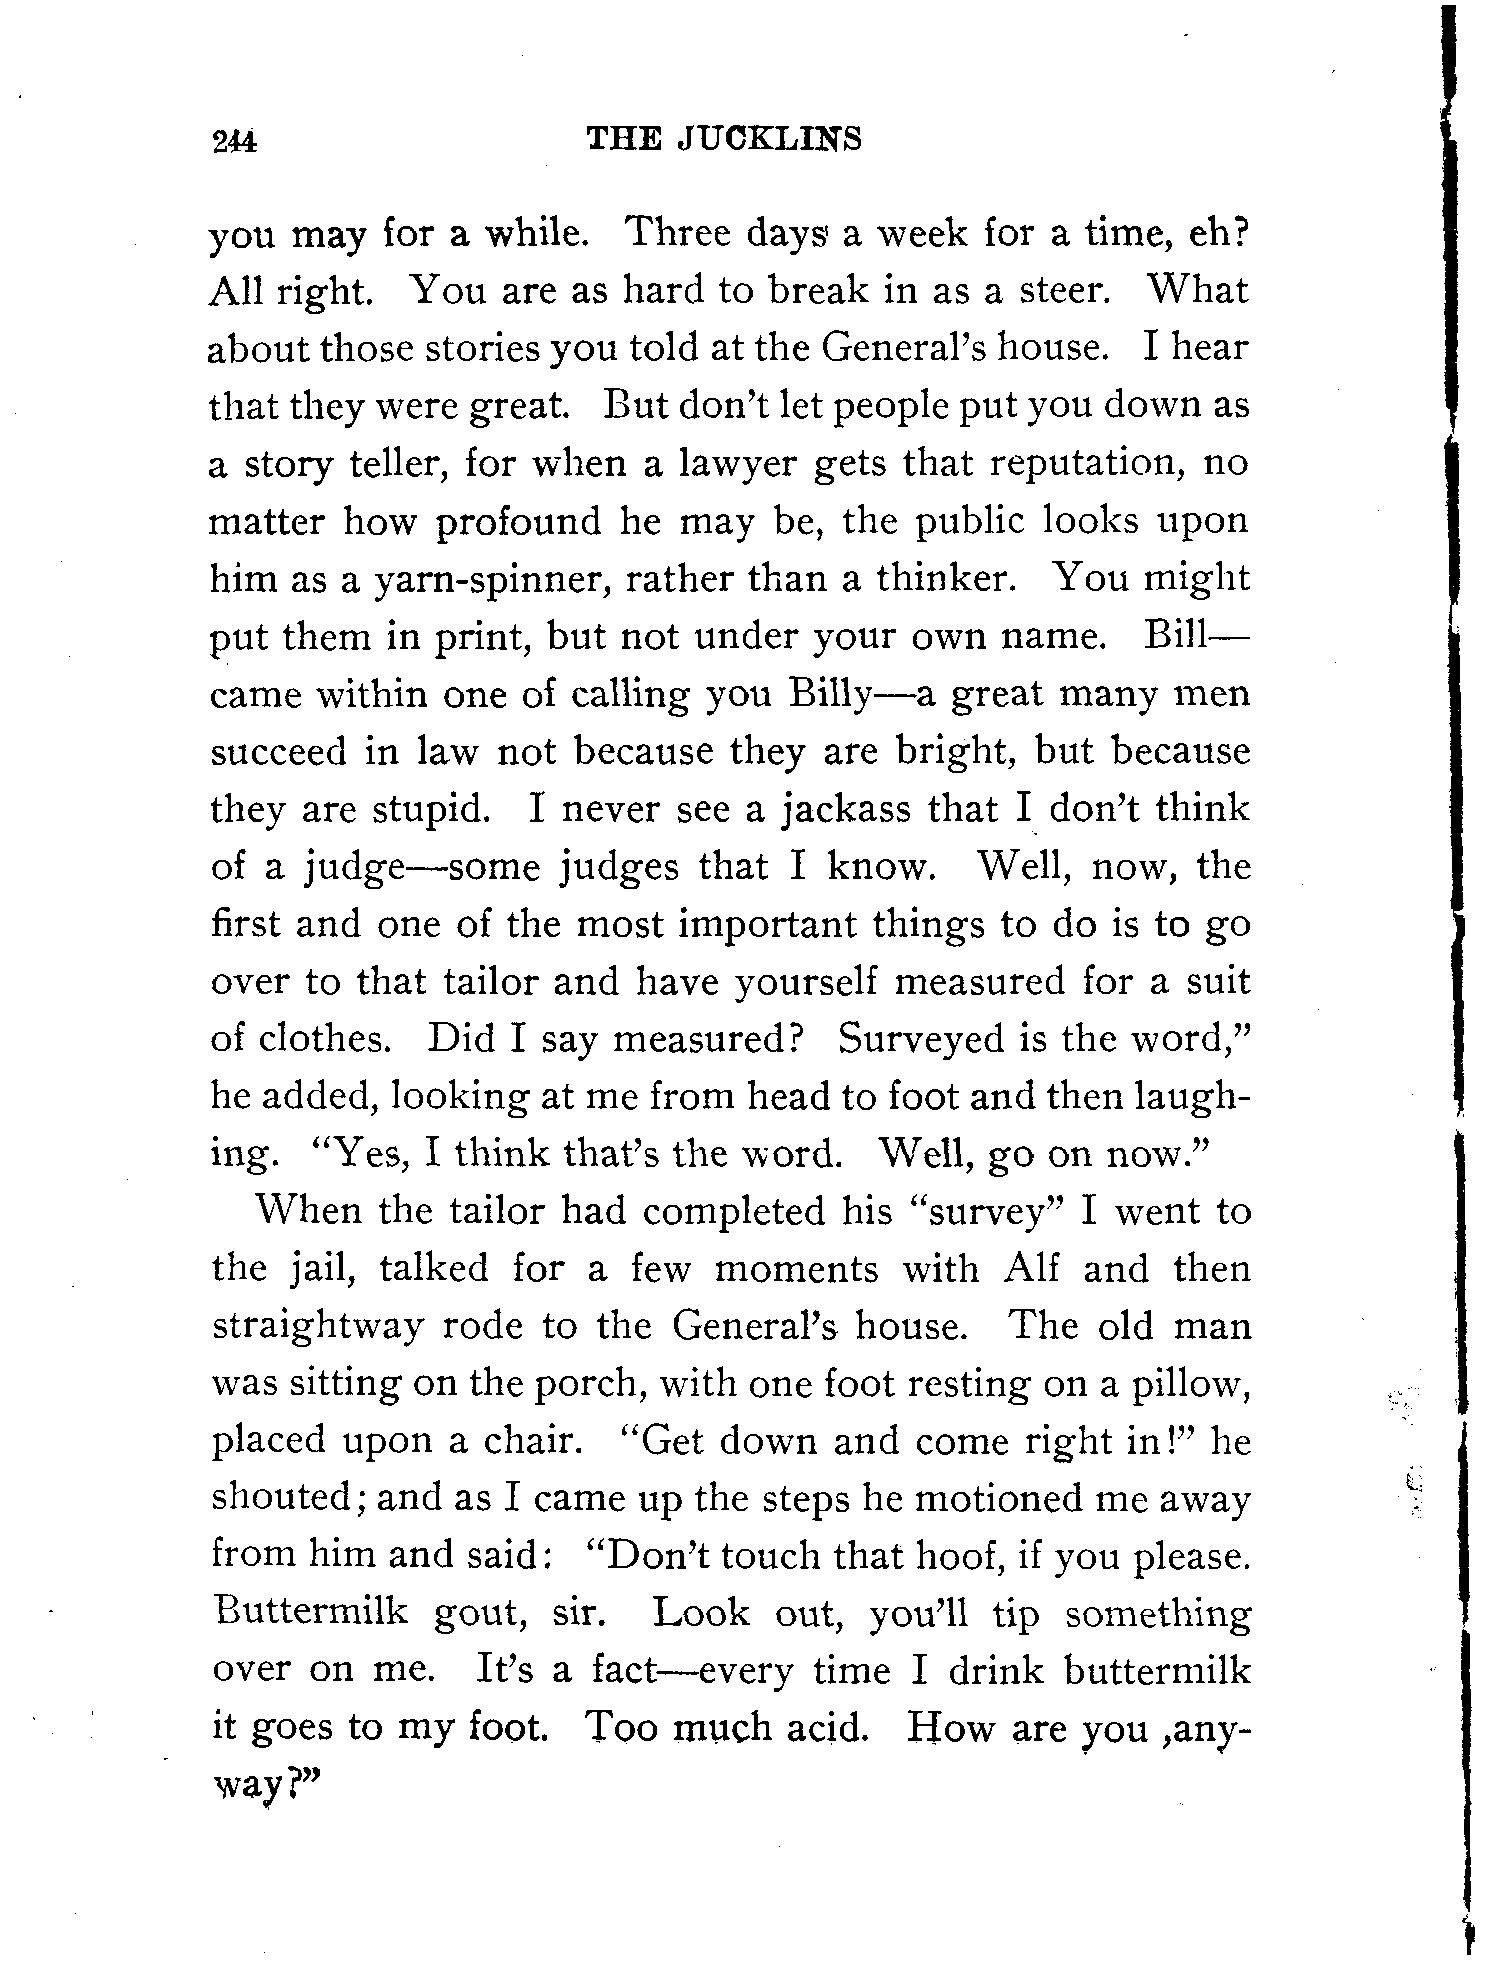 244 THE JUCKLINS
you may for a while. Three days a week for a time, eh?
All right. You are as hard to break in as a steer. What
about those stories you told at the General's house. I hear
that they were great. But don't let people put you down as
a story teller, for when a lawyer gets that reputation, no
matter how profound he may be, the public looks upon
him as a yarn-spinner, rather than a thinker. You might
put them in print, but not under your own name. Bill—
came within one of calling you Billy—a great many men
succeed in law not because they are bright, but because
they are stupid. I never see a jackass that I don't think
of a judge—some judges that I know. Well, now, the
first and one of the most important things to do is to go
over to that tailor and have yourself measured for a suit
of clothes. Did I say measured? Surveyed is the word,"
he added, looking at me from head to foot and then laugh-
ing. "Yes, I think that's the word. Well, go on now."
When the tailor had completed his "survey" I went to
the jail, talked for a few moments with Alf and then
straightway rode to the General's house. The old man
was sitting on the porch, with one foot resting on a pillow,
placed upon a chair. "Get down and come right in!" he
shouted; and as I came up the steps he motioned me away
from him and said: "Don't touch that hoof, if you please.
Buttermilk gout, sir. Look out, you'll tip something
over on me. It's a fact—every time I drink buttermilk
it goes to my foot. Too much acid. How are you ,any-
way?"